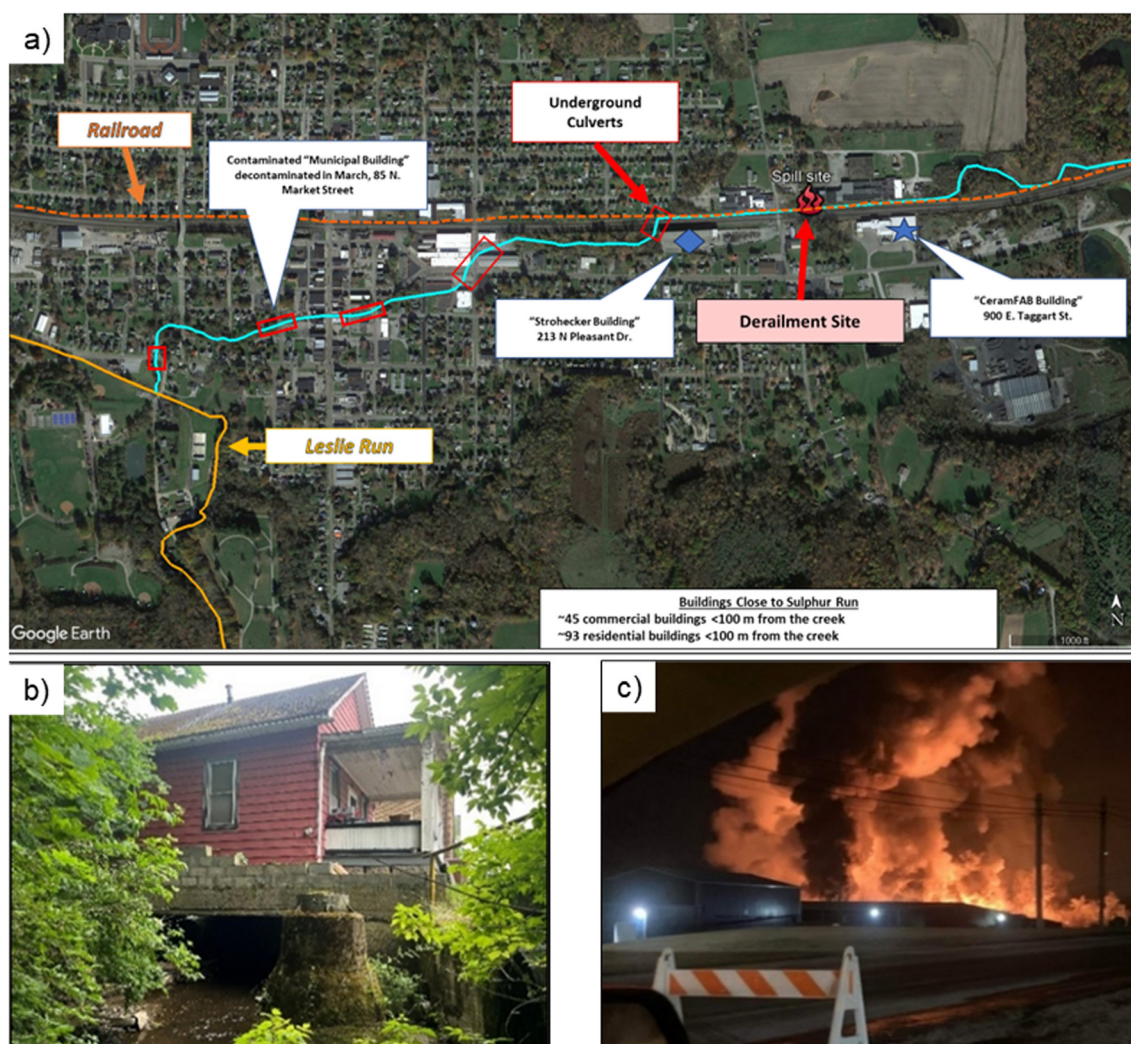 a)
Railroad
Contaminated “Municipal Building”
decontaminated in March, 85 N.
Market Street
Underground
Culverts
Spill site
“Strohecker Building”
213 N Pleasant Dr.
Derailment Site
“CeramFAB Building”
900 E. Taggart St.
Leslie Run
Buildings Close to Sulphur Run
~45 commercial buildings <100 m from the creek
~93 residential buildings <100 m from the creek
N
Google Earth
1000 ft
b)
c)